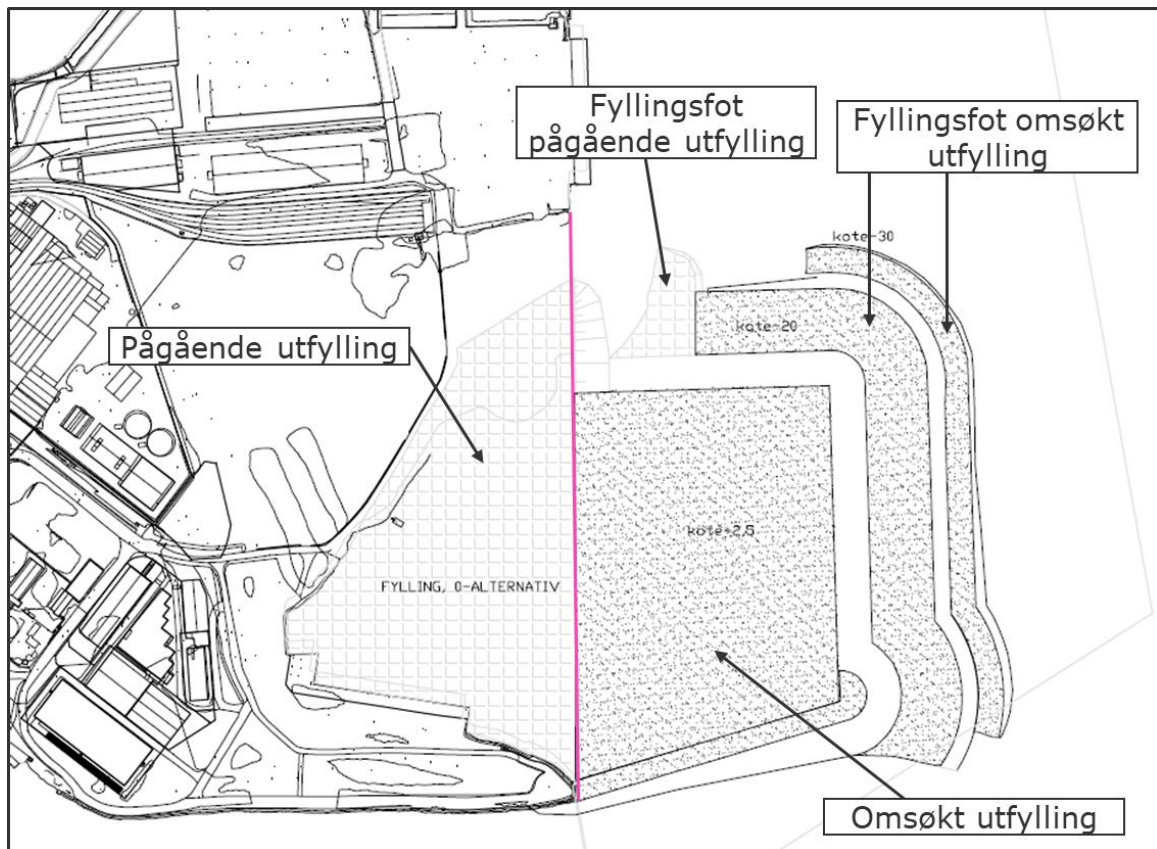 Fyllingsfot
pågående utfylling
Fyllingsfot omsøkt
utfylling
kote-30
kote-20
Pågående utfylling
kote+2,5
FYLLING, 0-ALTERNATIV
Omsøkt utfylling